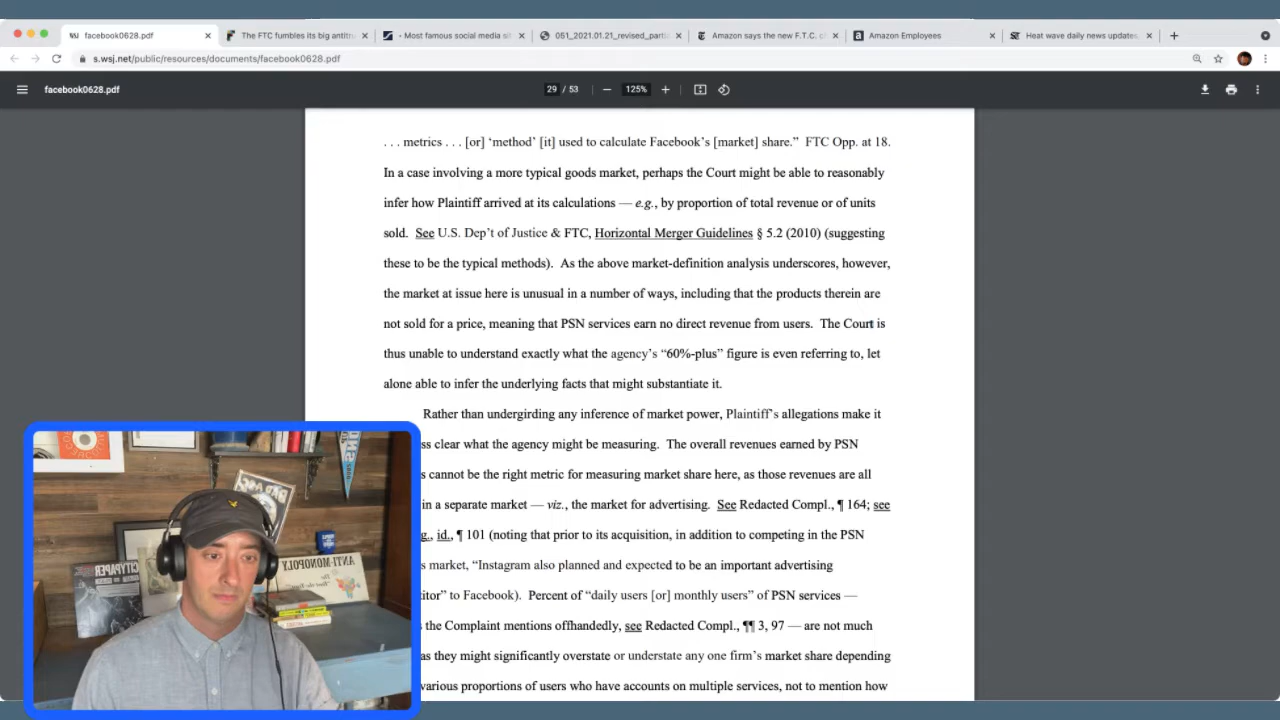 facebook0628.pdf
The FTC fumbles its big antitru
- Most famous social media sit
051_2021.01.21_revised_parti
Amazon says the new F.T.C. c
Amazon Employees
Heat wave daily news updates,
s.wsj.net/public/resources/documents/facebook0628.pdf
facebook0628.pdf
29 / 53
125%
. . . metrics . . . [or] ‘method’ [it] used to calculate Facebook’s [market] share.” FTC Opp. at 18.
In a case involving a more typical goods market, perhaps the Court might be able to reasonably
infer how Plaintiff arrived at its calculations — e.g., by proportion of total revenue or of units
sold. See U.S. Dep’t of Justice & FTC, Horizontal Merger Guidelines § 5.2 (2010) (suggesting
these to be the typical methods). As the above market-definition analysis underscores, however,
the market at issue here is unusual in a number of ways, including that the products therein are
not sold for a price, meaning that PSN services earn no direct revenue from users. The Court is
thus unable to understand exactly what the agency’s “60%-plus” figure is even referring to, let
alone able to infer the underlying facts that might substantiate it.
Rather than undergirding any inference of market power, Plaintiff’s allegations make it
ss clear what the agency might be measuring. The overall revenues earned by PSN
s cannot be the right metric for measuring market share here, as those revenues are all
in a separate market — viz., the market for advertising. See Redacted Compl., ¶ 164; see
g., id., ¶ 101 (noting that prior to its acquisition, in addition to competing in the PSN
s market, “Instagram also planned and expected to be an important advertising
itor” to Facebook). Percent of “daily users [or] monthly users” of PSN services —
the Complaint mentions offhandedly, see Redacted Compl., ¶¶ 3, 97 — are not much
as they might significantly overstate or understate any one firm’s market share depending
various proportions of users who have accounts on multiple services, not to mention how
CITYPAPER
ANTI-MONOPOLY